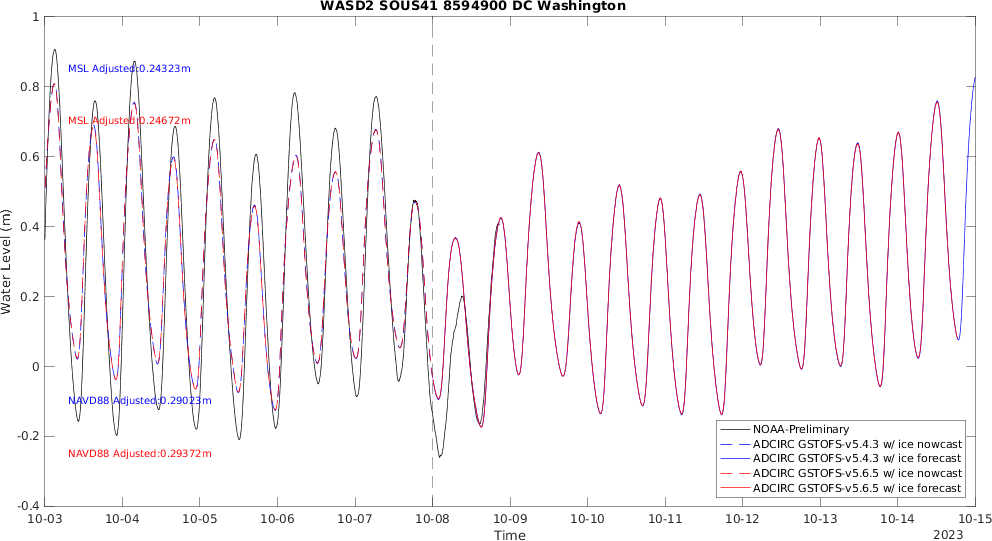 WASD2 SOUS41 8594900 DC Washington
1
0.8
0.6
0.4
0.2
0
-0.2
-0.4
Water Level (m)
MSL Adjusted:0.24323m
MSL Adjusted:0.24672m
NAVD88 Adjusted:0.29023m
NAVD88 Adjusted:0.29372m
NOAA-Preliminary
ADCIRC GSTOFS-v5.4.3 w/ ice nowcast
ADCIRC GSTOFS-v5.4.3 w/ ice forecast
ADCIRC GSTOFS-v5.6.5 w/ ice nowcast
ADCIRC GSTOFS-v5.6.5 w/ ice forecast
10-03 10-04 10-05 10-06 10-07 10-08 10-09 10-10 10-11 10-12 10-13 10-14 10-15
Time
2023